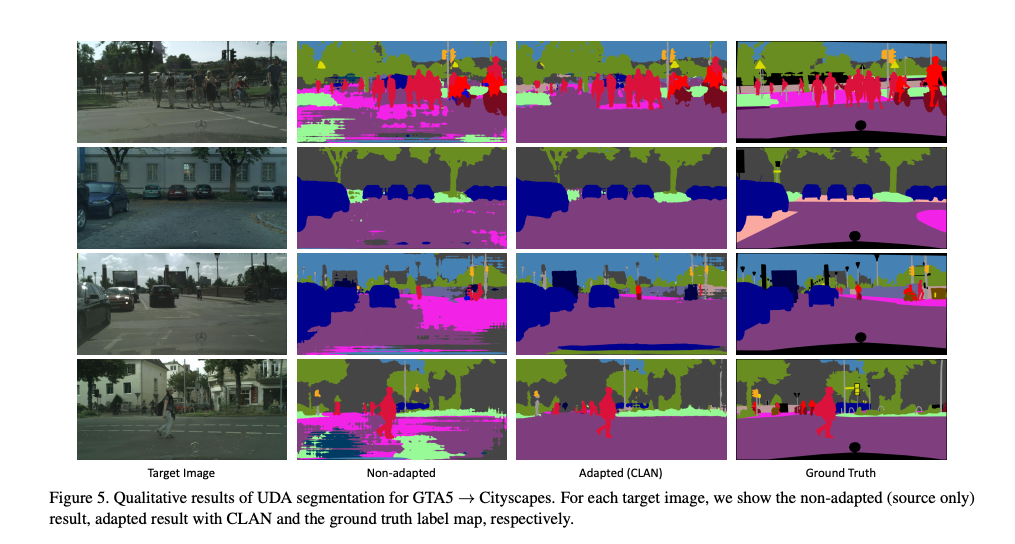 Target Image
Non-adapted
Adapted (CLAN)
Ground Truth
Figure 5. Qualitative results of UDA segmentation for GTA5 → Cityscapes. For each target image, we show the non-adapted (source only)
result, adapted result with CLAN and the ground truth label map, respectively.